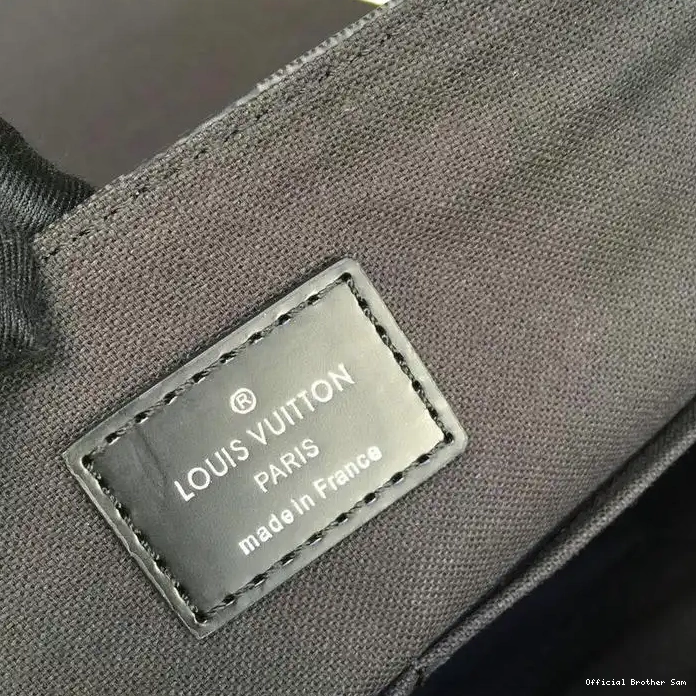 ®
LOUIS VUITTON
PARIS
made in France
Official Brother Sam